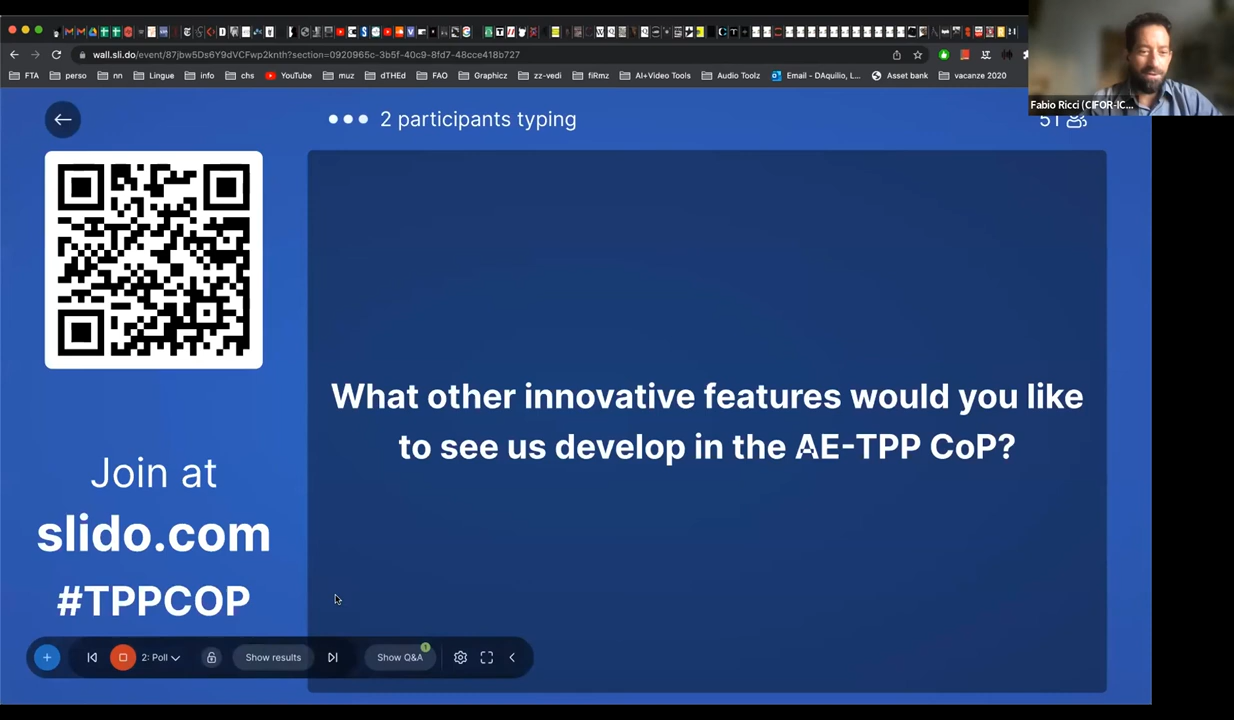 wall.sli.do/event/87jbw5Ds6Y9dVCFwp2knth?section=0920965c-3b5f-40c9-8fd7-48cce418b727
FTA perso nn Lingue info chs YouTube muz dTHEd FAO Graphicz zz-vedi fiRmz AI+Video Tools Audio Toolz Email - DAquilio, L... Asset bank vacanze 2020
Fabio Ricci (CIFOR-IC...
2 participants typing
51
What other innovative features would you like
to see us develop in the AE-TPP CoP?
Join at
slido.com
#TPPCOP
2: Poll
Show results
Show Q&A
1